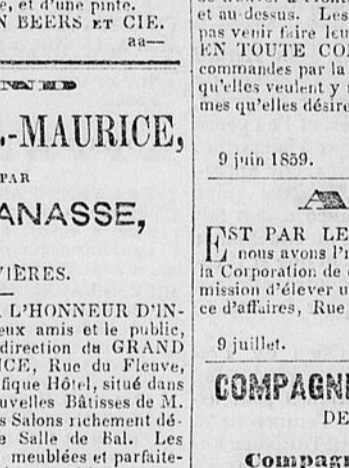 , et d'une pinte.
N BEERS ET CIE.
aa—
-MAURICE,
PAR
ANASSE,
IÈRES.
L'HONNEUR D'IN-
eux amis et le public,
direction du GRAND
ICE, Rue du Fleuve,
fique Hôtel, situé dans
uvelles Bâtisses de M.
s Salons richement dé-
e Salle de Bal. Les
meublées et parfaite-
et au-dessus. Les
pas venir faire leu
EN TOUTE CO
commandes par la
qu'elles veulent y
mes qu'elles désire
9 juin 1859.
A
EST PAR LE
nous avons l'
la Corporation de
mission d'élever u
ce d'affaires, Rue
9 juillet.
COMPAGNI
DE
Compagn